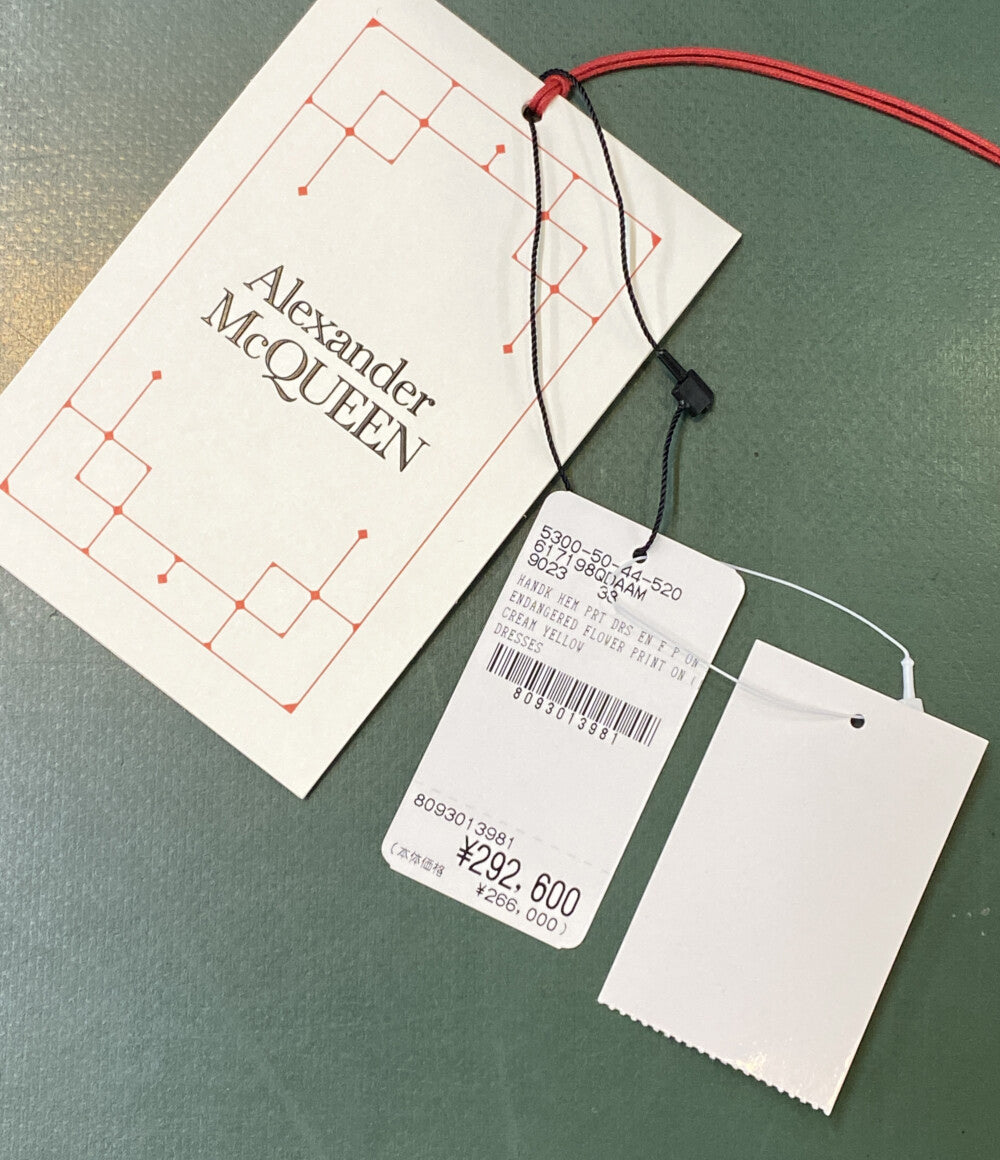 Alexander
McQUEEN
5300-50-44-520
617198QDAAM
9023 38
HANDK HEM PRT DRS EN F P ON
ENDANGERED FLOWER PRINT ON (
CREAM YELLOW
DRESSES
8093013981
8093013981
¥292,600
(本体価格 ¥266,000)